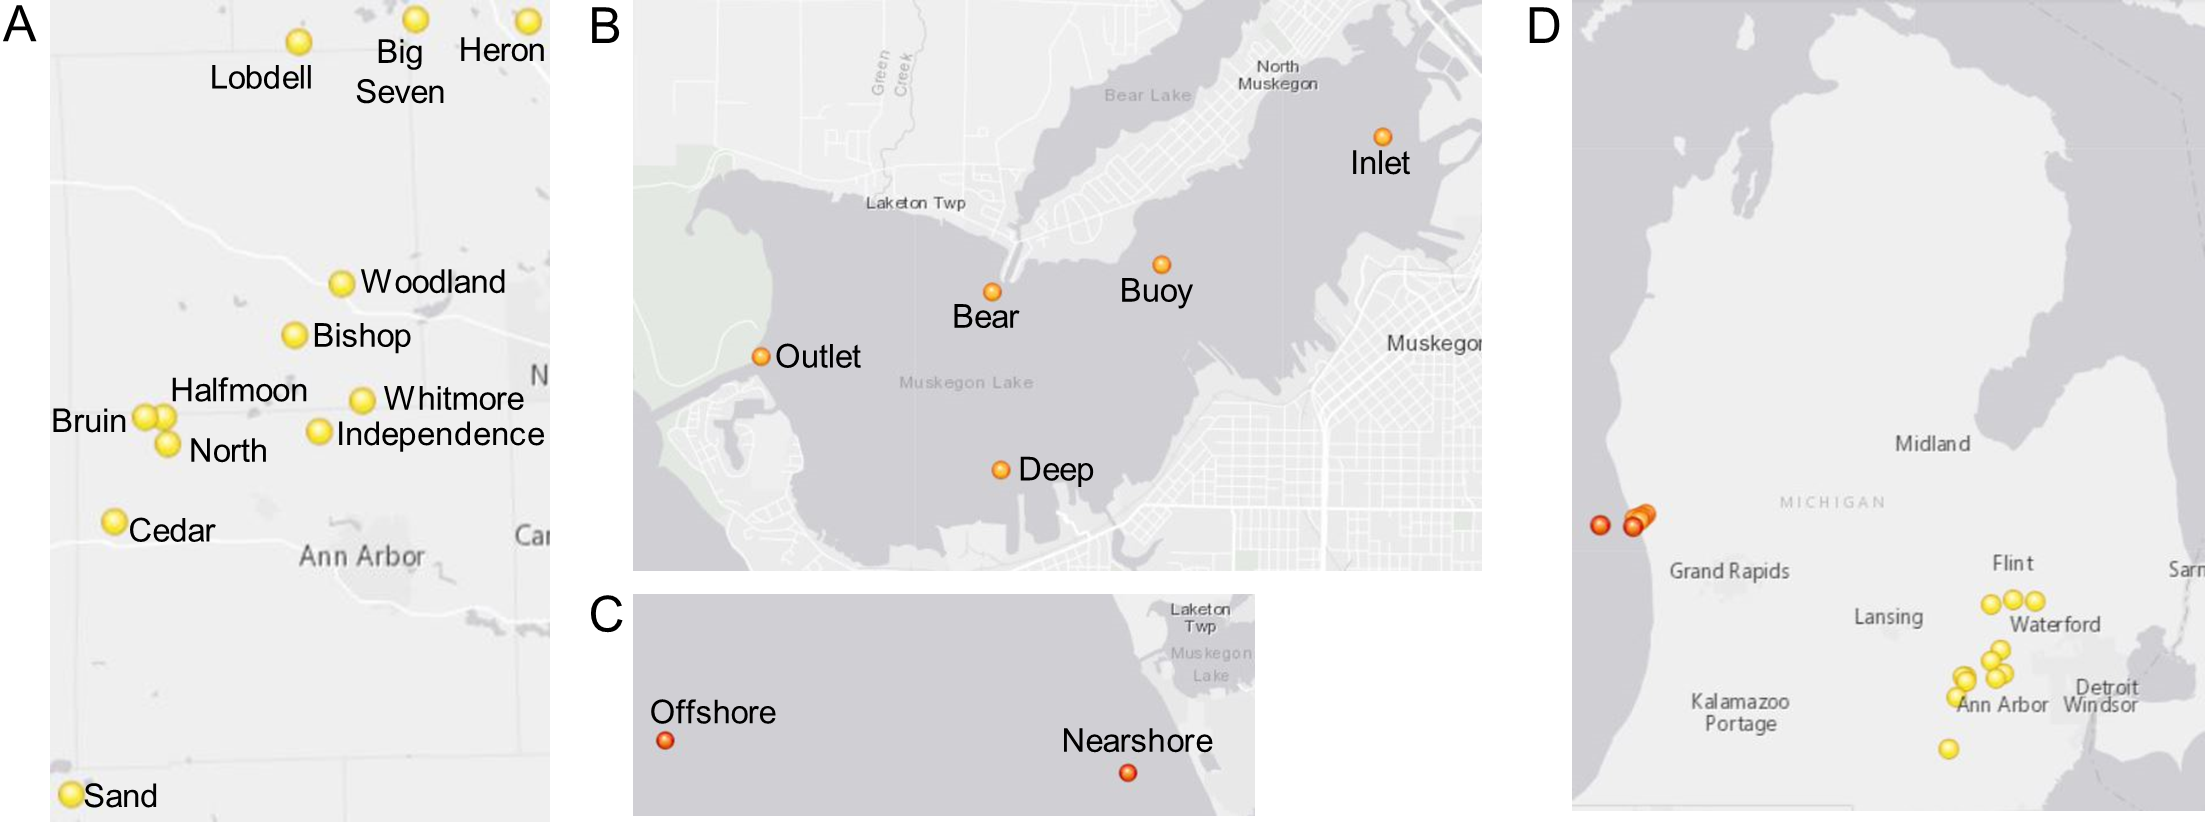 A
Lobdell
Big
Seven
Heron
Woodland
Bishop
Halfmoon
Whitmore
N
Bruin
Independence
North
Cedar
Ann Arbor
Car
Sand
B
Green
Creek
Bear Lake
North
Muskegon
Inlet
Laketon Twp
Buoy
Bear
Muskegon
Outlet
Muskegon Lake
Deep
C
Laketon
Twp
Muskegon
Lake
Offshore
Nearshore
D
Midland
MICHIGAN
Flint
Grand Rapids
Sarn
Lansing
Waterford
Kalamazoo
Portage
Detroit
Ann Arbor
Windsor